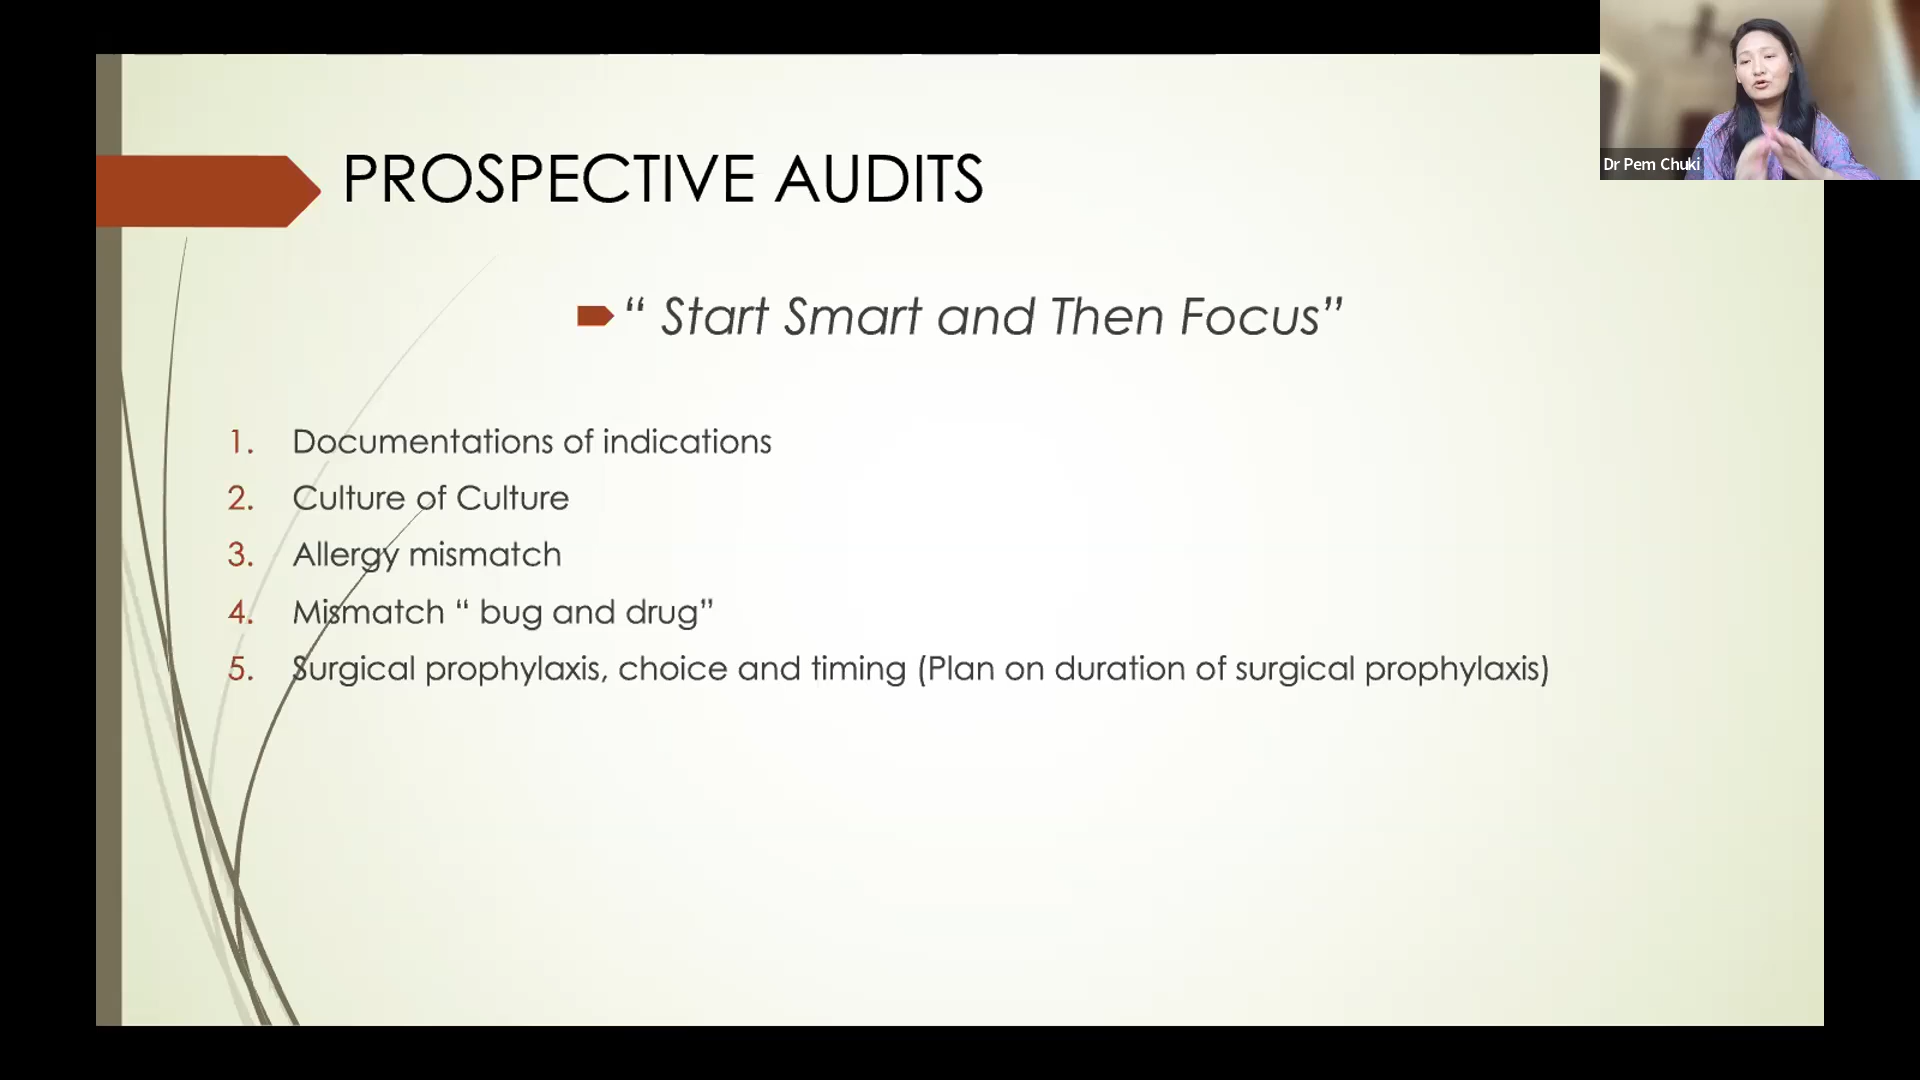 Dr Pem Chuki
PROSPECTIVE AUDITS
“ Start Smart and Then Focus”
1. Documentations of indications
2. Culture of Culture
3. Allergy mismatch
4. Mismatch “ bug and drug”
5. Surgical prophylaxis, choice and timing (Plan on duration of surgical prophylaxis)